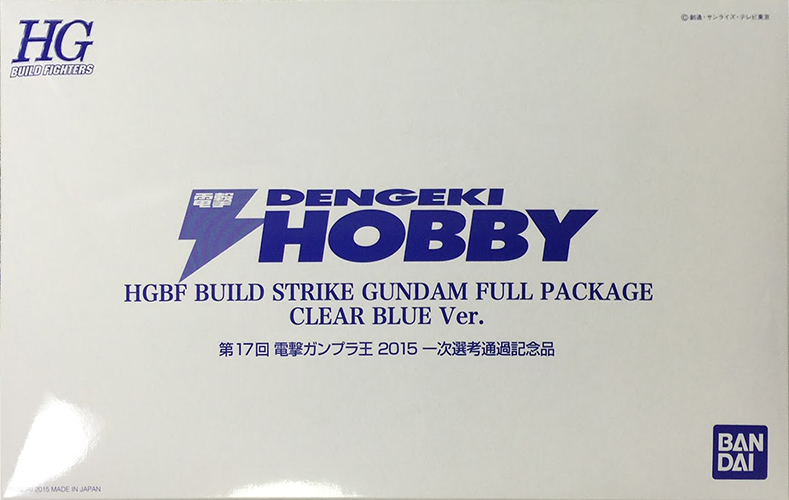 HG
BUILD FIGHTERS
©創通・サンライズ・テレビ東京
電撃
DENGEKI
HOBBY
HGBF BUILD STRIKE GUNDAM FULL PACKAGE
CLEAR BLUE Ver.
第17回 電撃ガンプラ王 2015 一次選考通過記念品
2015 MADE IN JAPAN
BAN
DAI